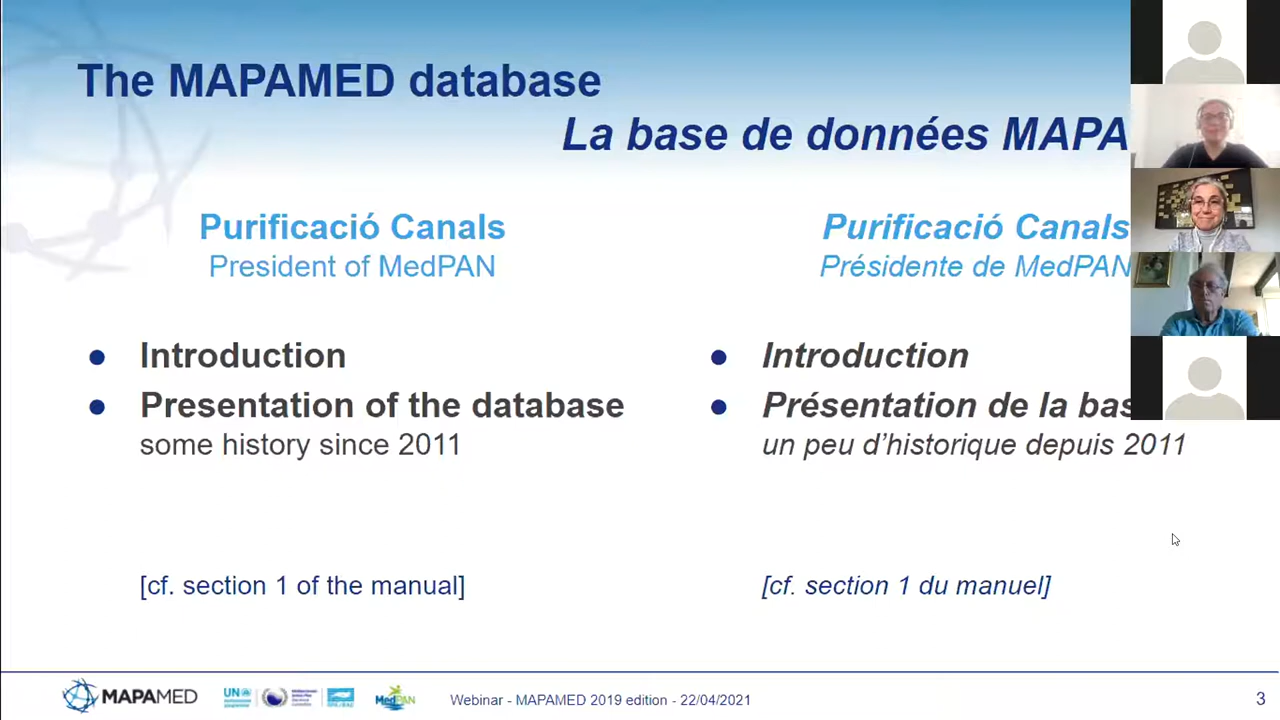 The MAPAMED database
La base de données MAPA
Purificació Canals
President of MedPAN
● Introduction
● Presentation of the database
some history since 2011
[cf. section 1 of the manual]
Purificació Canals
Présidente de MedPAN
● Introduction
● Présentation de la bas
un peu d'historique depuis 2011
[cf. section 1 du manuel]
MAPAMED
UN
MedPAN
Webinar - MAPAMED 2019 edition - 22/04/2021
3